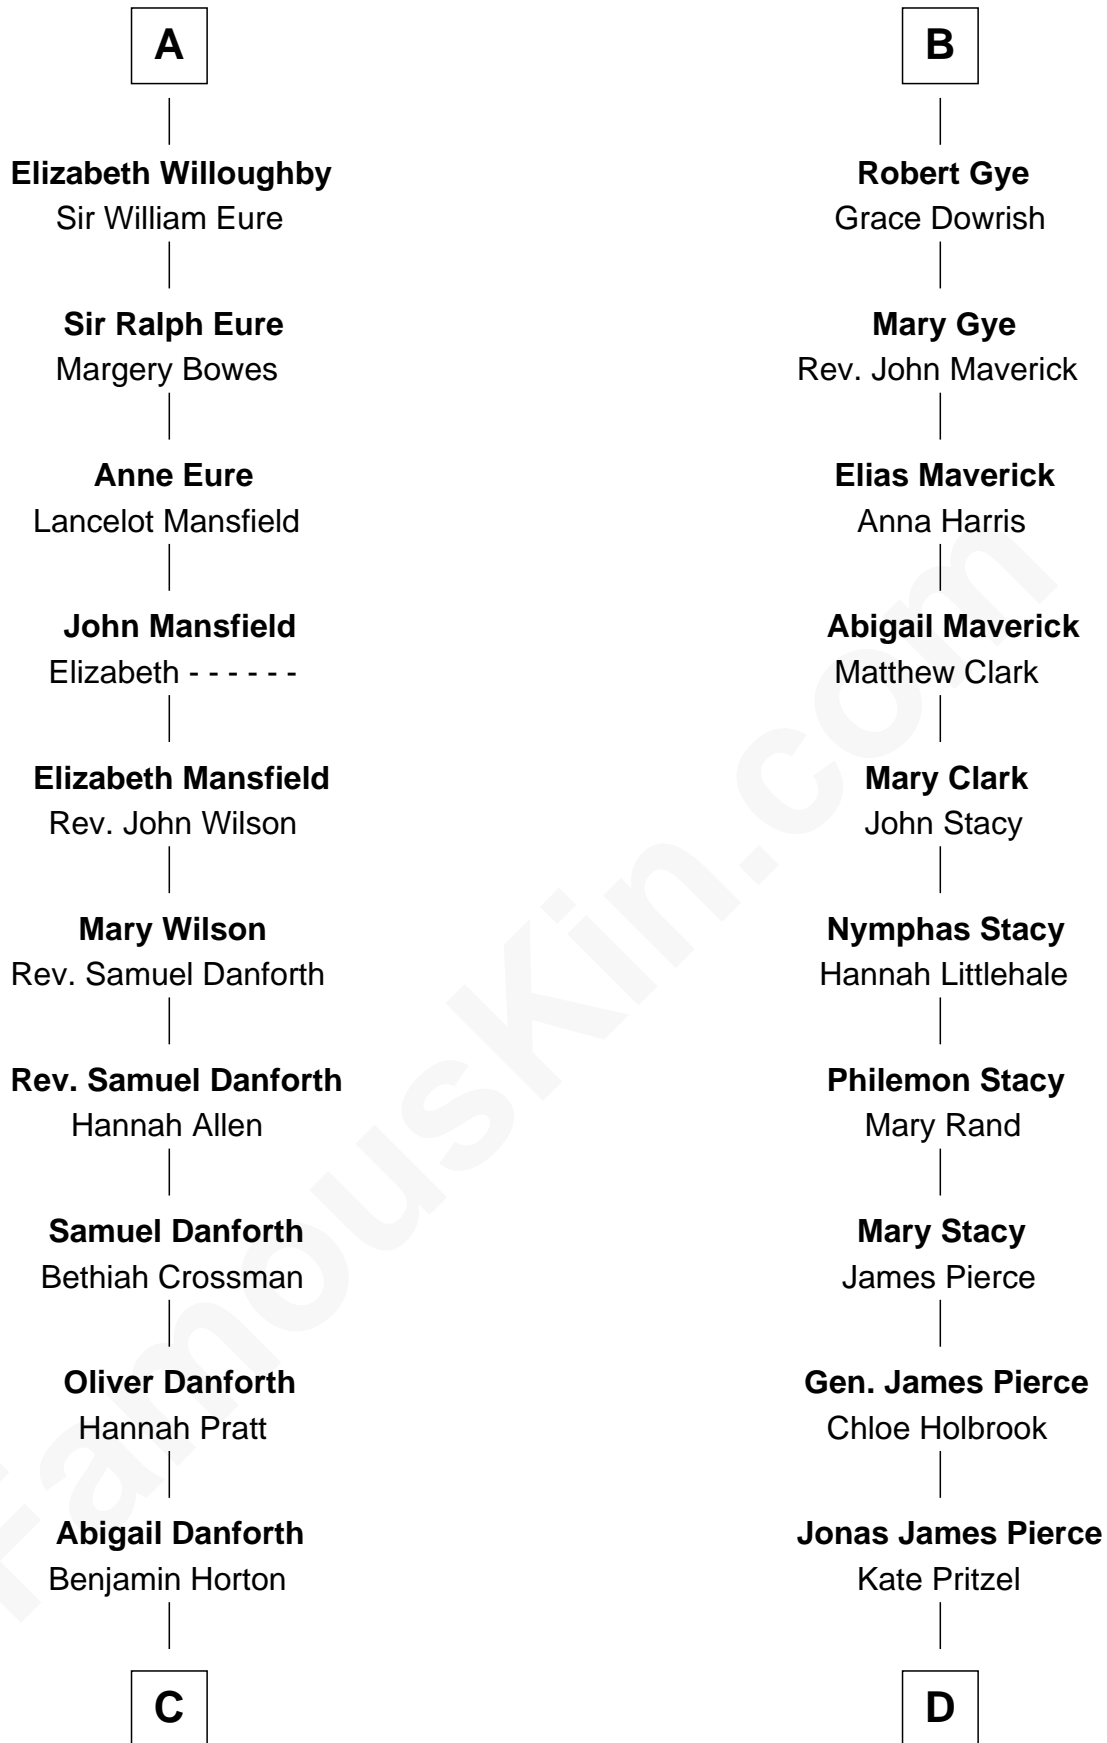 A
Elizabeth Willoughby
Sir William Eure
Sir Ralph Eure
Margery Bowes
Anne Eure
Lancelot Mansfield
John Mansfield
Elizabeth - - - - - -
Elizabeth Mansfield
Rev. John Wilson
Mary Wilson
Rev. Samuel Danforth
Rev. Samuel Danforth
Hannah Allen
Samuel Danforth
Bethiah Crossman
Oliver Danforth
Hannah Pratt
Abigail Danforth
Benjamin Horton
C
B
Robert Gye
Grace Dowrish
Mary Gye
Rev. John Maverick
Elias Maverick
Anna Harris
Abigail Maverick
Matthew Clark
Mary Clark
John Stacy
Nymphas Stacy
Hannah Littlehale
Philemon Stacy
Mary Rand
Mary Stacy
James Pierce
Gen. James Pierce
Chloe Holbrook
Jonas James Pierce
Kate Pritzel
D
FamousKin.com